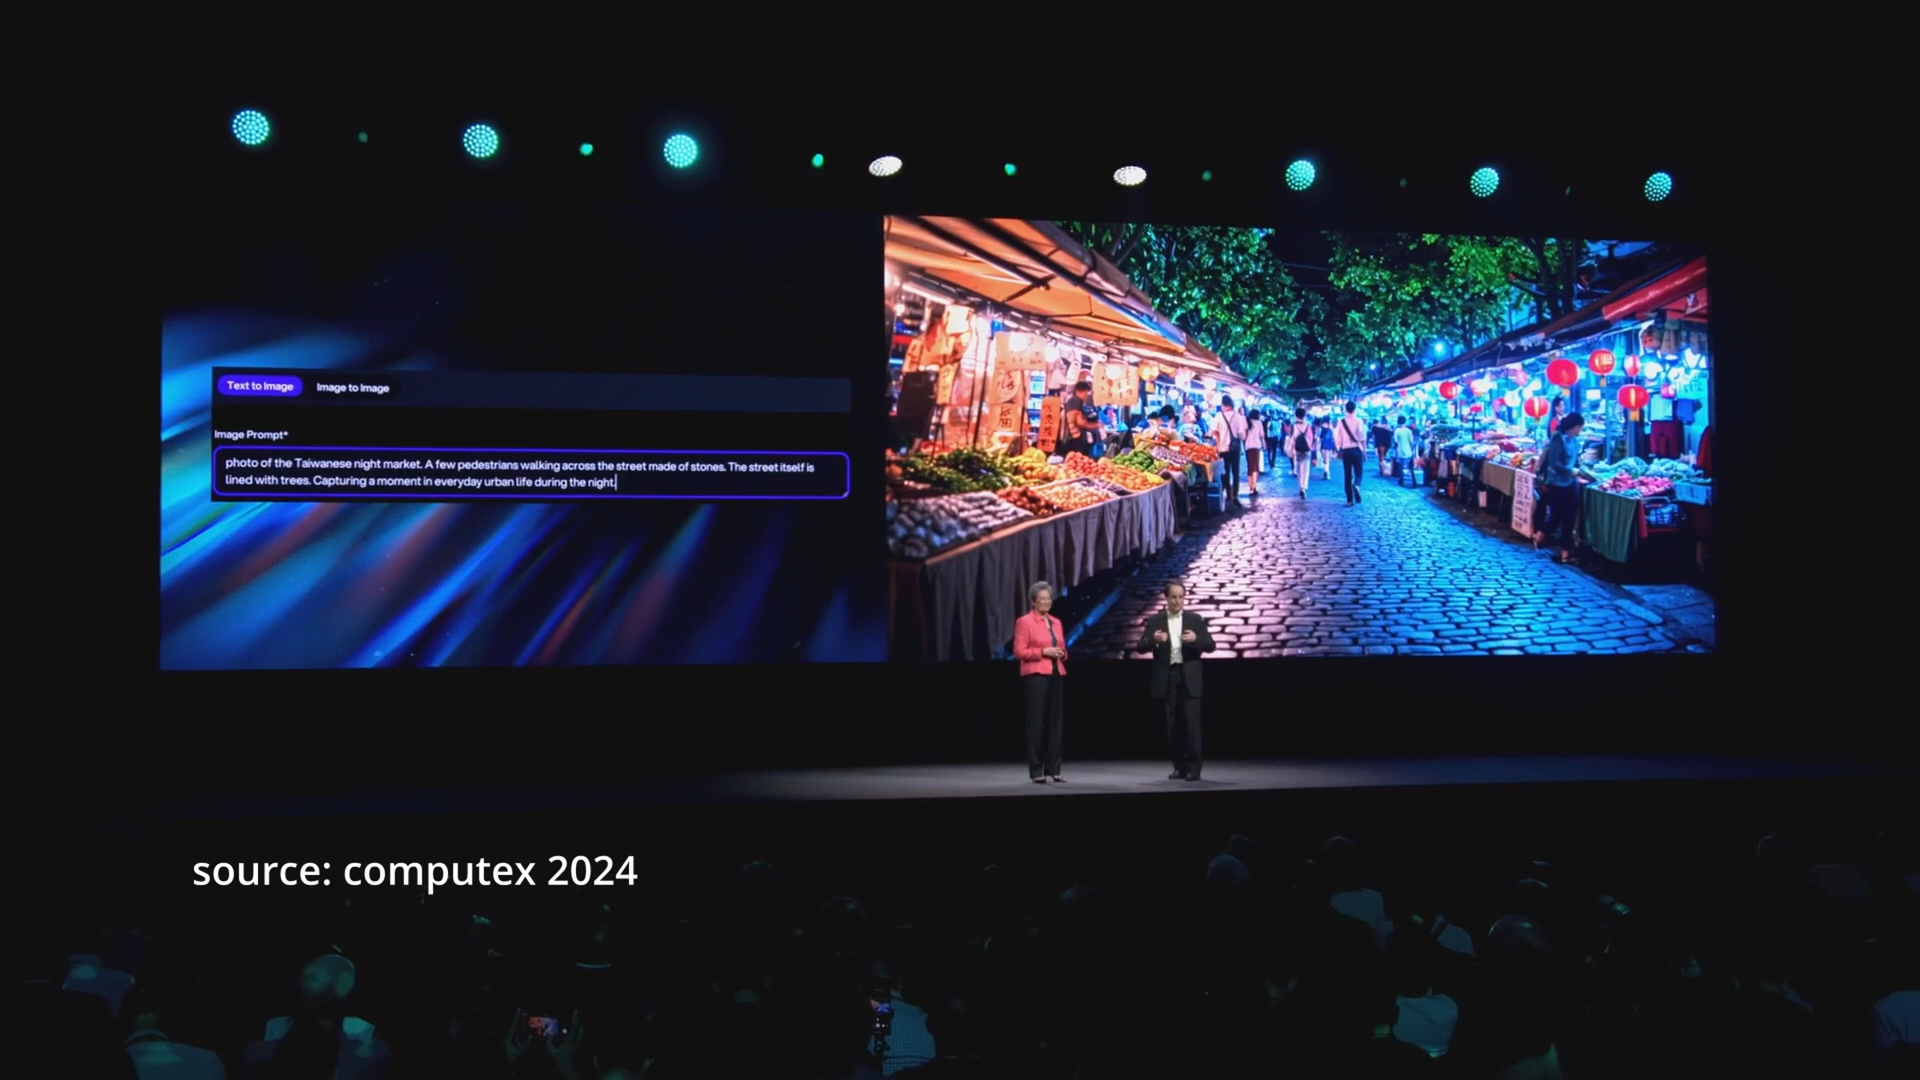 Text to Image
Image to Image
Image Prompt*
photo of the Taiwanese night market. A few pedestrians walking across the street made of stones. The street itself is
lined with trees. Capturing a moment in everyday urban life during the night.
source: computex 2024